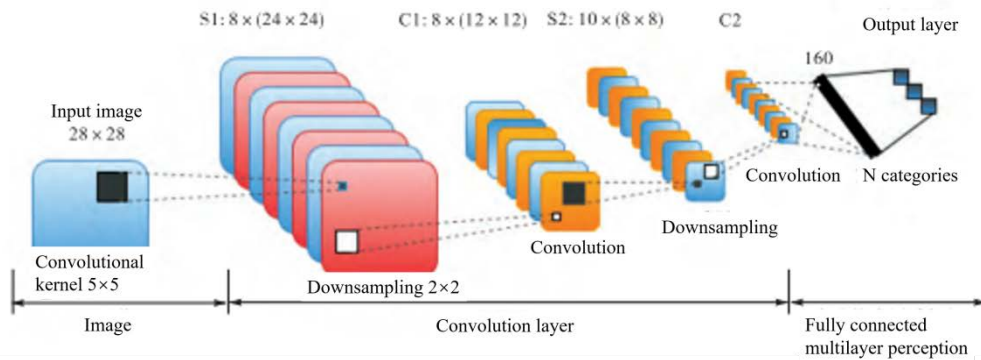 S1: 8 × (24 × 24)
C1: 8 × (12 × 12)
S2: 10 × (8 × 8)
C2
Output layer
160
Input image
28 × 28
Convolution
N categories
Downsampling
Convolution
Convolutional
kernel 5×5
Downsampling 2×2
Image
Convolution layer
Fully connected
multilayer perception